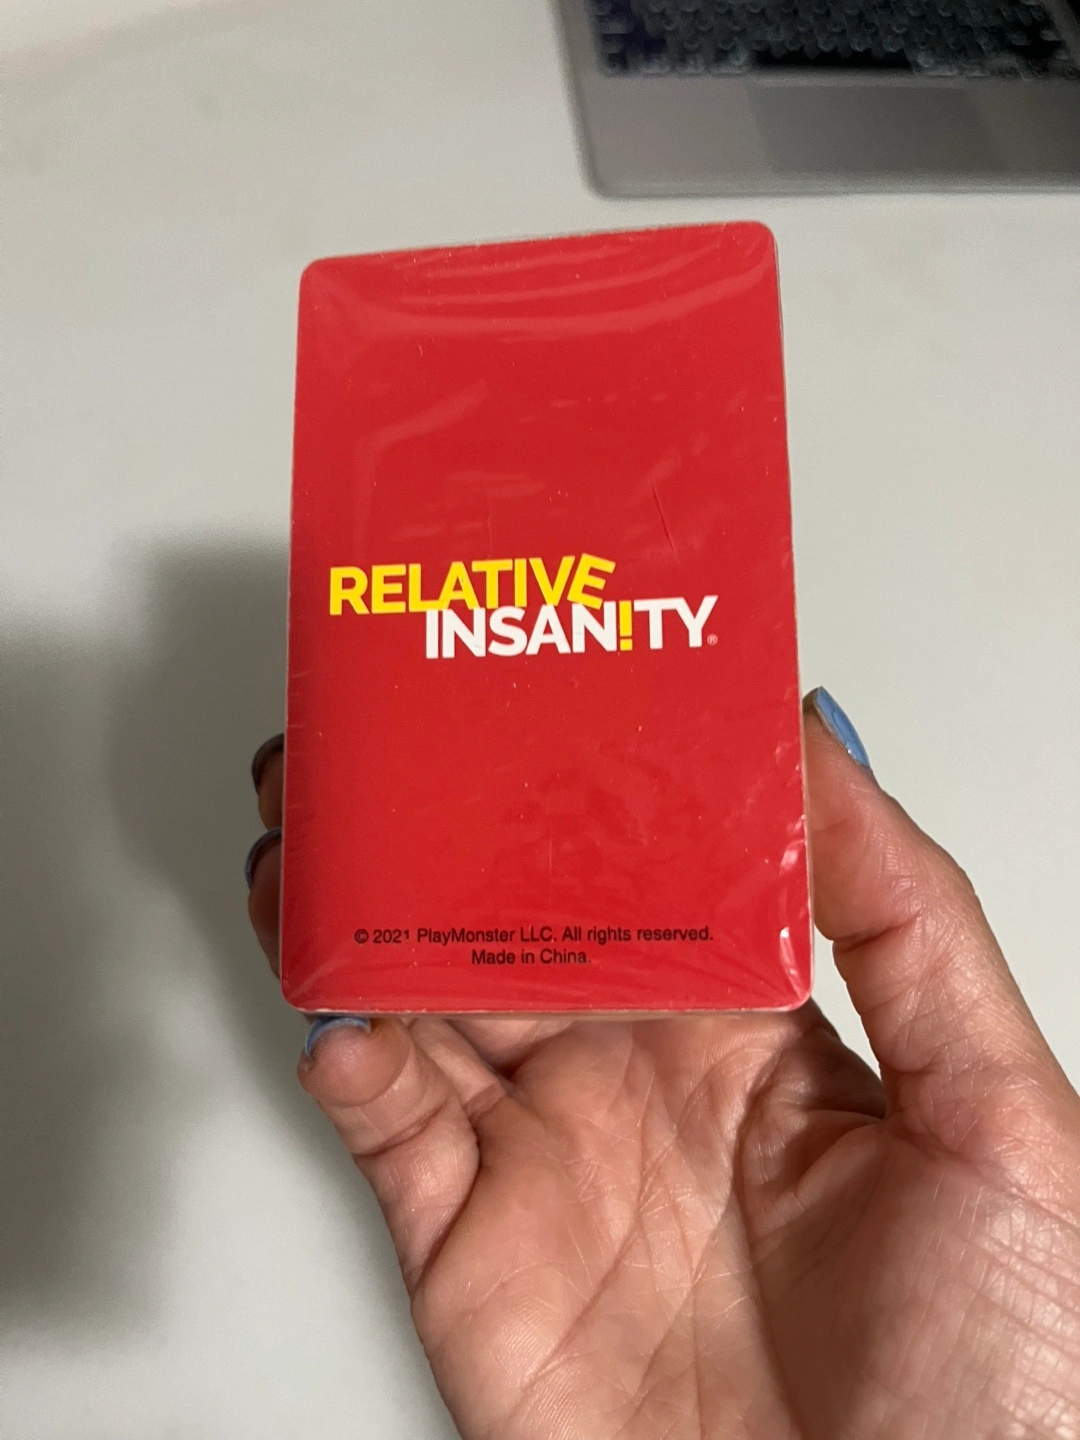 RELATIVE
INSAN!TY®
© 2021 PlayMonster LLC. All rights reserved.
Made in China.